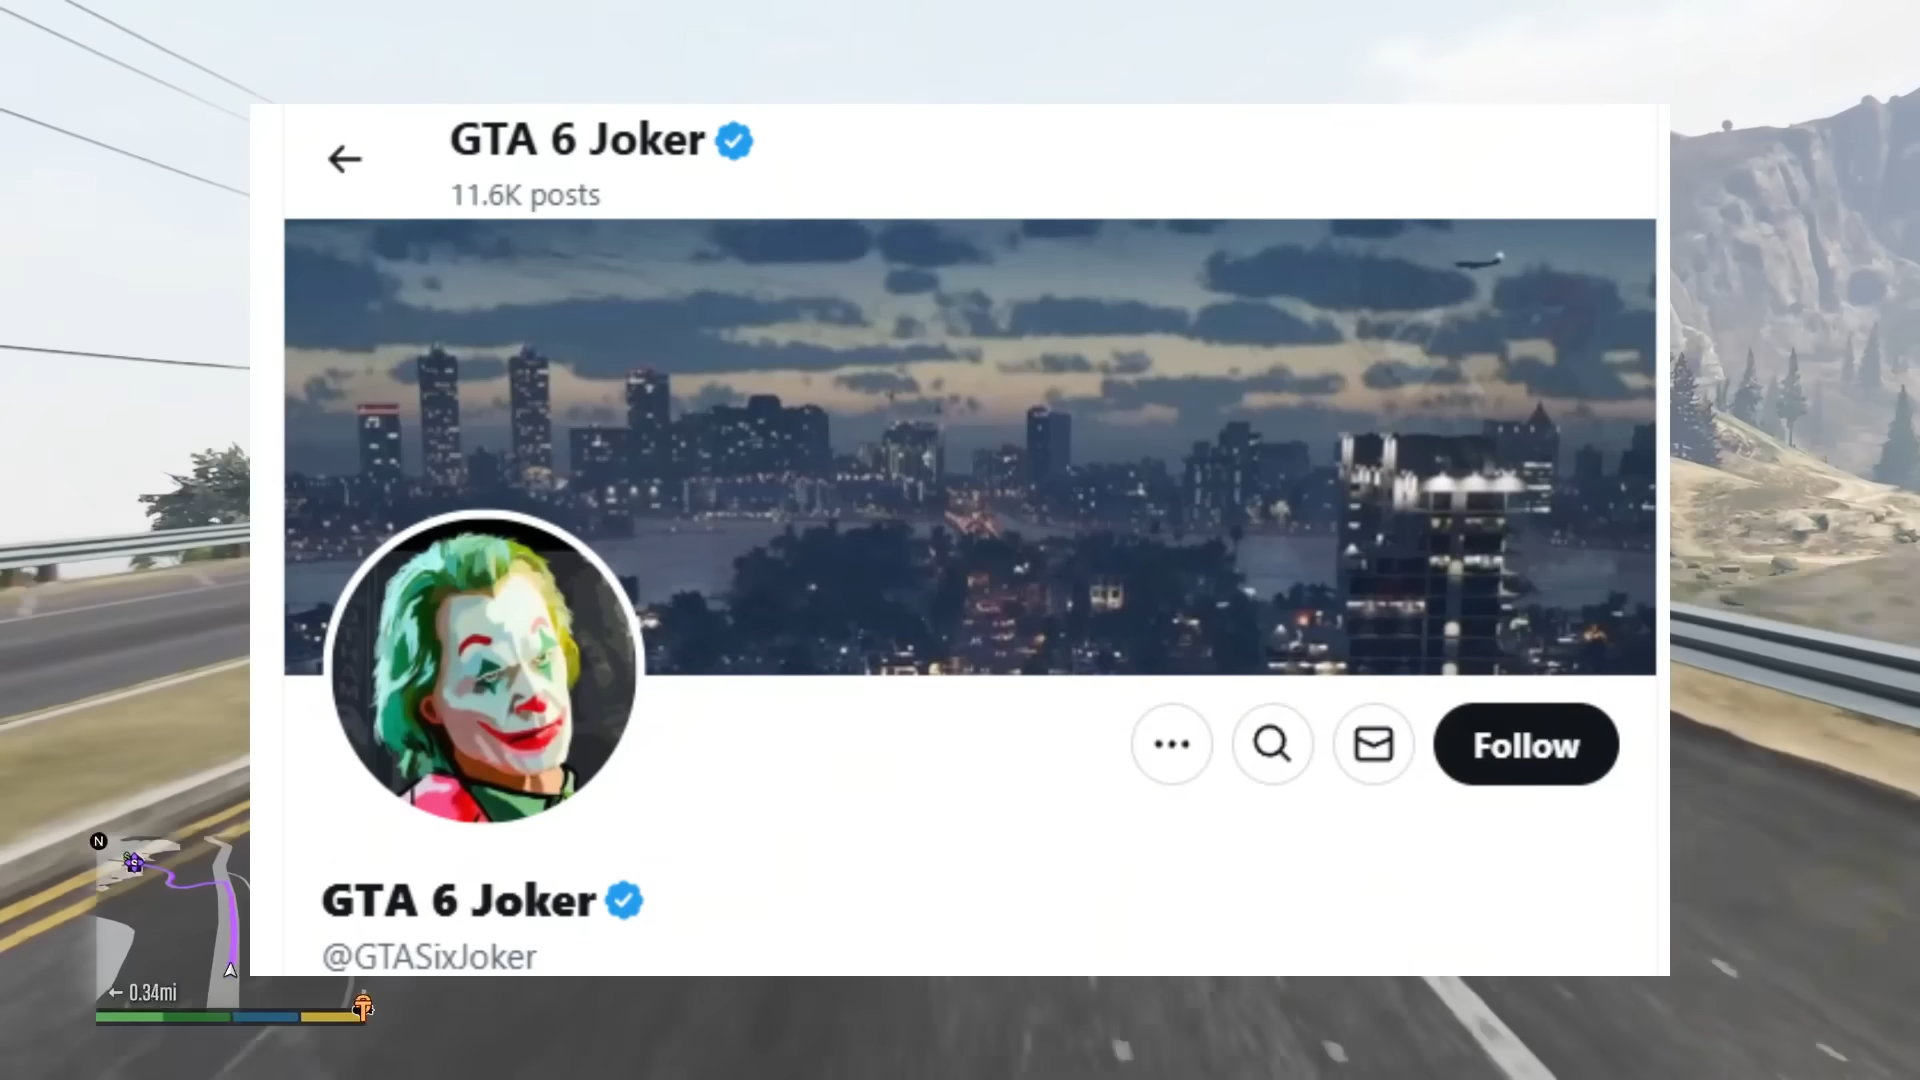 GTA 6 Joker
11.6K posts
Follow
GTA 6 Joker
@GTASixJoker
N
← 0.34mi